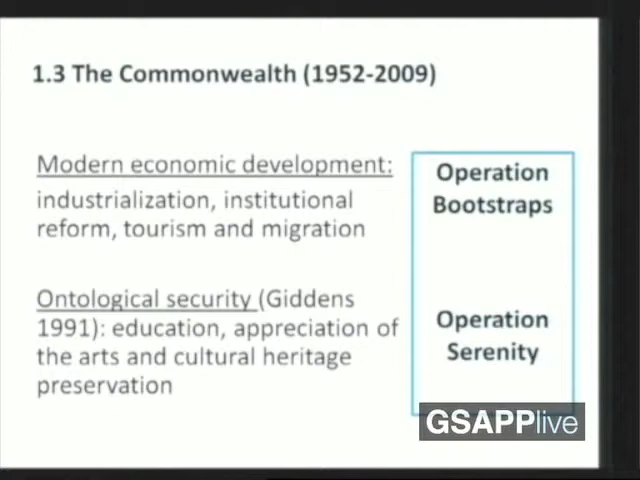 1.3 The Commonwealth (1952-2009)
Modern economic development:
industrialization, institutional
reform, tourism and migration
Operation
Bootstraps
Ontological security (Giddens
1991): education, appreciation of
the arts and cultural heritage
preservation
Operation
Serenity
GSAPPlive